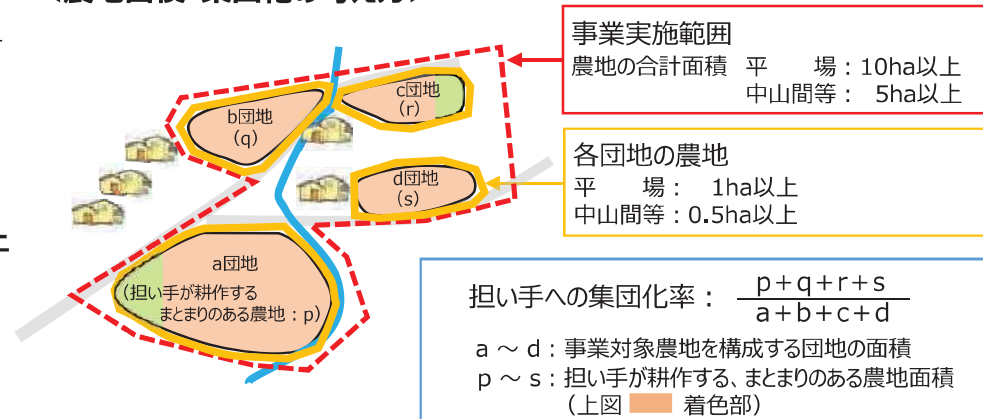 事業実施範囲
農地の合計面積 平　　場：10ha以上
中山間等： 5ha以上
各団地の農地
平　　場： 1ha以上
中山間等：0.5ha以上
b団地
(q)
c団地
(r)
d団地
(s)
a団地
(担い手が耕作する
まとまりのある農地：p)
担い手への集団化率： p+q+r+s
a+b+c+d
a ～ d：事業対象農地を構成する団地の面積
p ～ s：担い手が耕作する、まとまりのある農地面積
(上図 着色部)